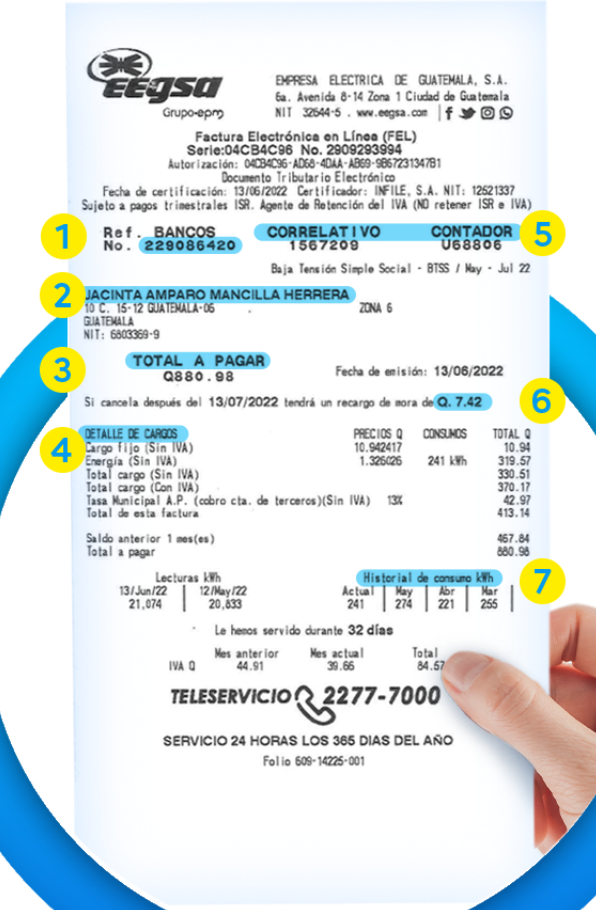 EEGSA
Grupo-epm
EMPRESA ELECTRICA DE GUATEMALA, S.A.
6a. Avenida 8-14 Zona 1 Ciudad de Guatemala
NIT 32644-5 . www.eegsa.com
Factura Electrónica en Línea (FEL)
Serie:04CB4C96 No. 2909293994
Autorización: 04CB4C96-AD68-4DAA-AB69-9B6723134781
Documento Tributario Electrónico
Fecha de certificación: 13/06/2022 Certificador: INFILE, S.A. NIT: 12521337
Sujeto a pagos trimestrales ISR. Agente de Retención del IVA (NO retener ISR e IVA)
1 Ref. BANCOS CORRELATIVO CONTADOR 5
No. 229086420 1567209 U68806
Baja Tensión Simple Social - BTSS / May - Jul 22
2 JACINTA AMPARO MANCILLA HERRERA
10 C. 15-12 GUATEMALA-06 . ZONA 6
GUATEMALA
NIT: 6803369-9
3 TOTAL A PAGAR
Q880.98 Fecha de emisión: 13/06/2022
Si cancela después del 13/07/2022 tendrá un recargo de mora de Q. 7.42 6
4 DETALLE DE CARGOS PRECIOS Q CONSUMOS TOTAL Q
Cargo fijo (Sin IVA) 10.942417 10.94
Energía (Sin IVA) 1.326026 241 kWh 319.57
Total cargo (Sin IVA) 330.51
Total cargo (Con IVA) 370.17
Tasa Municipal A.P. (cobro cta. de terceros)(Sin IVA) 13% 42.97
Total de esta factura 413.14
Saldo anterior 1 mes(es) 467.84
Total a pagar 880.98
Lecturas kWh Historial de consumo kWh 7
13/Jun/22 12/May/22 Actual May Abr Mar
21,074 20,833 241 274 221 255
Le hemos servido durante 32 días
Mes anterior Mes actual Total
IVA Q 44.91 39.66 84.57
TELESERVICIO 2277-7000
SERVICIO 24 HORAS LOS 365 DIAS DEL AÑO
Folio 609-14225-001